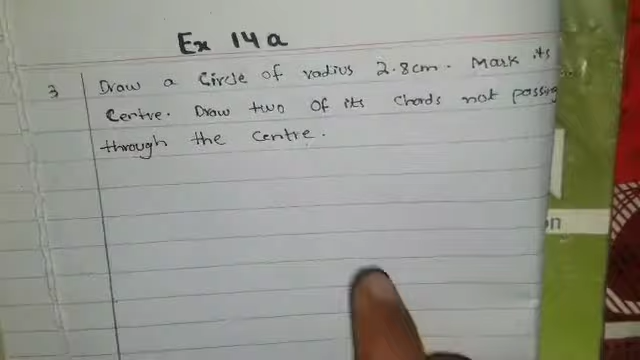 Ex 14a
3 Draw a Circle of radius 2.8cm. Mark its
Centre. Draw two of its chords not passing
through the centre.